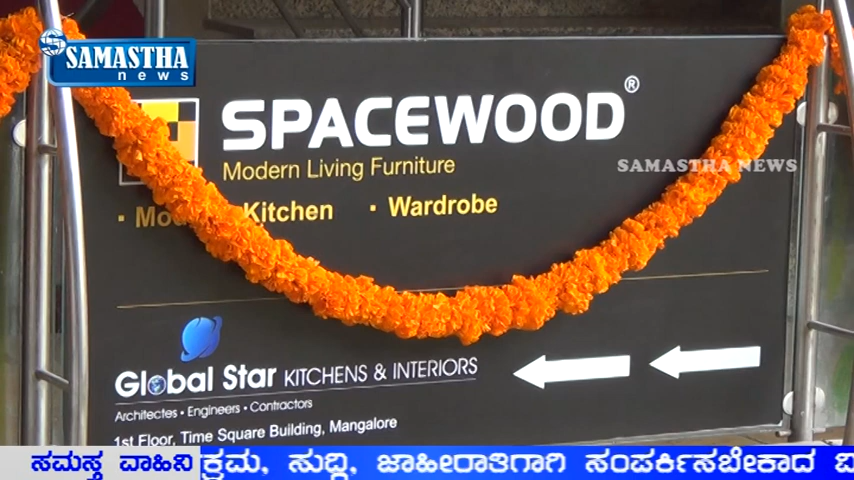 SAMASTHA
news
SPACEWOOD®
Modern Living Furniture
SAMASTHA NEWS
· Kitchen · Wardrobe
Global Star KITCHENS & INTERIORS
Architectes • Engineers • Contractors
1st Floor, Time Square Building, Mangalore
ಸಮಸ್ತ ವಾಹಿನಿ ಕ್ರಮ, ಸುದ್ದಿ, ಜಾಹೀರಾತಿಗಾಗಿ ಸಂಪರ್ಕಿಸಬೇಕಾದ